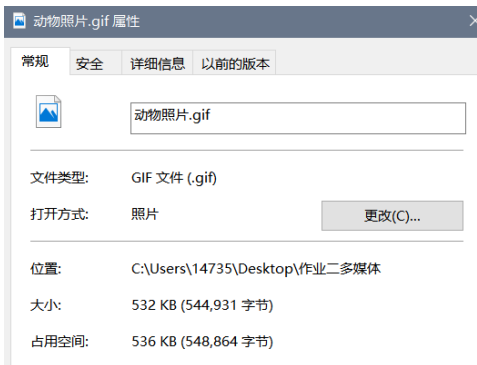 动物照片.gif 属性
常规 安全 详细信息 以前的版本
动物照片.gif
文件类型: GIF 文件 (.gif)
打开方式: 照片 更改(C)...
位置: C:\Users\14735\Desktop\作业二多媒体
大小: 532 KB (544,931 字节)
占用空间: 536 KB (548,864 字节)